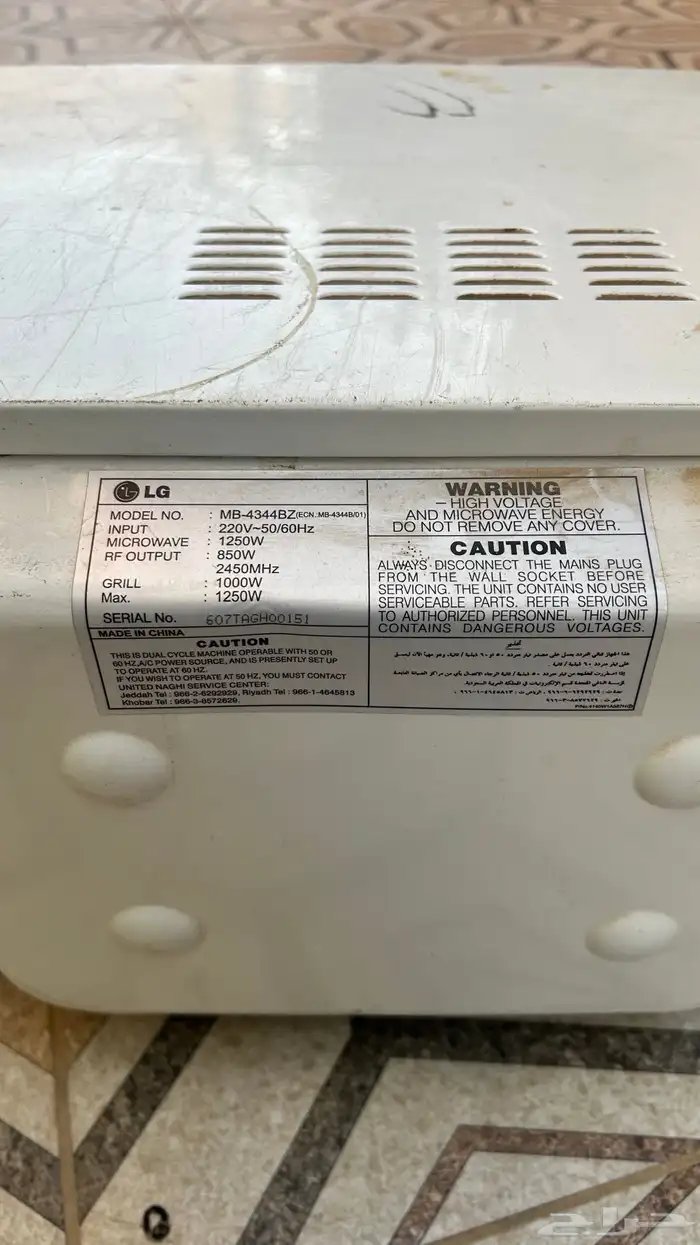 LG
MODEL NO. : MB-4344BZ(ECN.:MB-4344B/01)
INPUT : 220V~50/60Hz
MICROWAVE : 1250W
RF OUTPUT : 850W
2450MHz
GRILL : 1000W
Max. : 1250W
SERIAL No. 607TAGH00151
MADE IN CHINA
CAUTION
THIS IS DUAL CYCLE MACHINE OPERABLE WITH 50 OR
60 HZ,A/C POWER SOURCE, AND IS PRESENTLY SET UP
TO OPERATE AT 60 HZ.
IF YOU WISH TO OPERATE AT 50 HZ, YOU MUST CONTACT
UNITED NAGHI SERVICE CENTER:
Jeddah Tel : 966-2-6292929, Riyadh Tel : 966-1-4645813
Khobar Tel : 966-3-8572629.
WARNING
– HIGH VOLTAGE
AND MICROWAVE ENERGY
DO NOT REMOVE ANY COVER.
CAUTION
ALWAYS DISCONNECT THE MAINS PLUG
FROM THE WALL SOCKET BEFORE
SERVICING. THE UNIT CONTAINS NO USER
SERVICEABLE PARTS. REFER SERVICING
TO AUTHORIZED PERSONNEL. THIS UNIT
CONTAINS DANGEROUS VOLTAGES.
تحذير
حراج